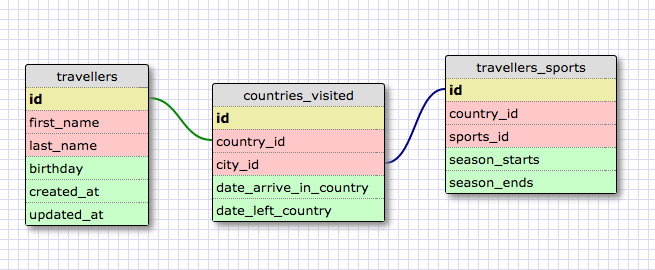 travellers
id
first_name
last_name
birthday
created_at
updated_at
countries_visited
id
country_id
city_id
date_arrive_in_country
date_left_country
travellers_sports
id
country_id
sports_id
season_starts
season_ends